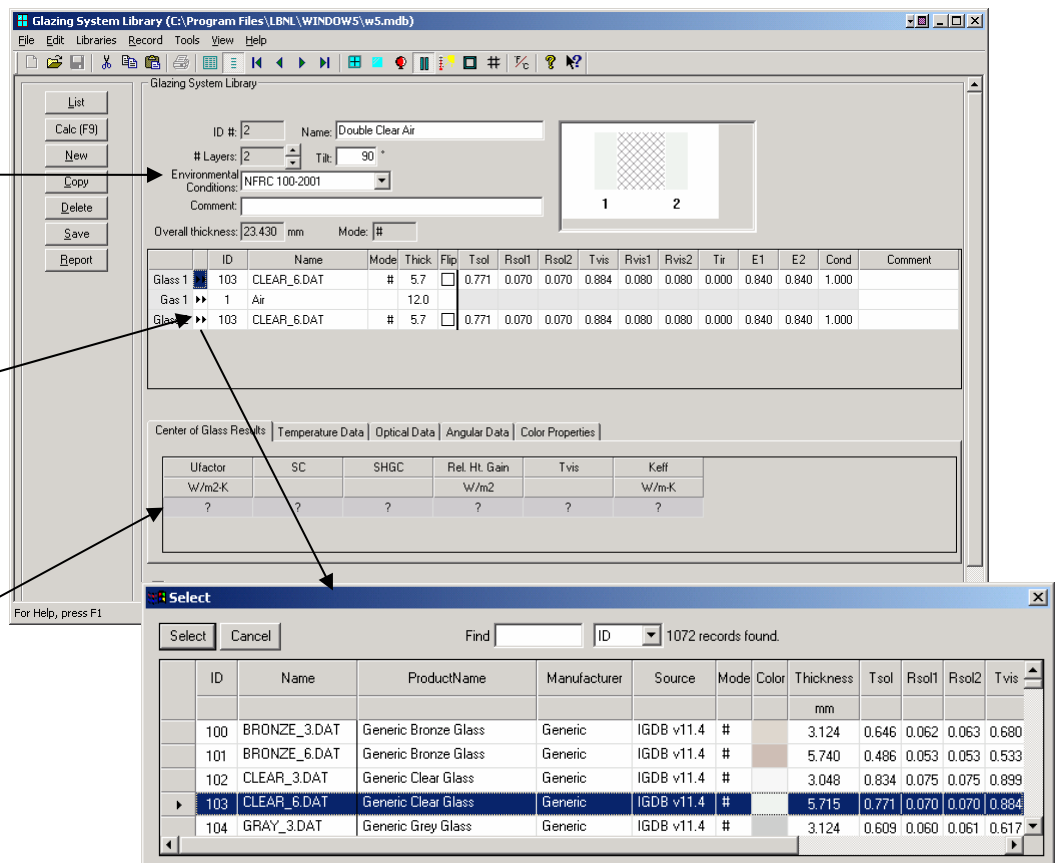 Glazing System Library (C:\Program Files\LBNL\WINDOW5\w5.mdb)
File Edit Libraries Record Tools View Help
Glazing System Library
List
Calc (F9)
New
Copy
Delete
Save
Report
ID #: 2 Name: Double Clear Air
# Layers: 2 Tilt: 90 °
Environmental
Conditions: NFRC 100-2001
Comment:
Overall thickness: 23.430 mm Mode: #
1 2
ID Name Mode Thick Flip Tsol Rsol1 Rsol2 Tvis Rvis1 Rvis2 Tir E1 E2 Cond Comment
Glass 1 103 CLEAR_6.DAT # 5.7 0.771 0.070 0.070 0.884 0.080 0.080 0.000 0.840 0.840 1.000
Gas 1 1 Air 12.0
Glass 2 103 CLEAR_6.DAT # 5.7 0.771 0.070 0.070 0.884 0.080 0.080 0.000 0.840 0.840 1.000
Center of Glass Results Temperature Data Optical Data Angular Data Color Properties
Ufactor SC SHGC Rel. Ht. Gain Tvis Keff
W/m2-K W/m2 W/m-K
? ? ? ? ? ?
For Help, press F1
Select
Select Cancel Find ID 1072 records found.
ID Name ProductName Manufacturer Source Mode Color Thickness Tsol Rsol1 Rsol2 Tvis
mm
100 BRONZE_3.DAT Generic Bronze Glass Generic IGDB v11.4 # 3.124 0.646 0.062 0.063 0.680
101 BRONZE_6.DAT Generic Bronze Glass Generic IGDB v11.4 # 5.740 0.486 0.053 0.053 0.533
102 CLEAR_3.DAT Generic Clear Glass Generic IGDB v11.4 # 3.048 0.834 0.075 0.075 0.899
103 CLEAR_6.DAT Generic Clear Glass Generic IGDB v11.4 # 5.715 0.771 0.070 0.070 0.884
104 GRAY_3.DAT Generic Grey Glass Generic IGDB v11.4 # 3.124 0.609 0.060 0.061 0.617